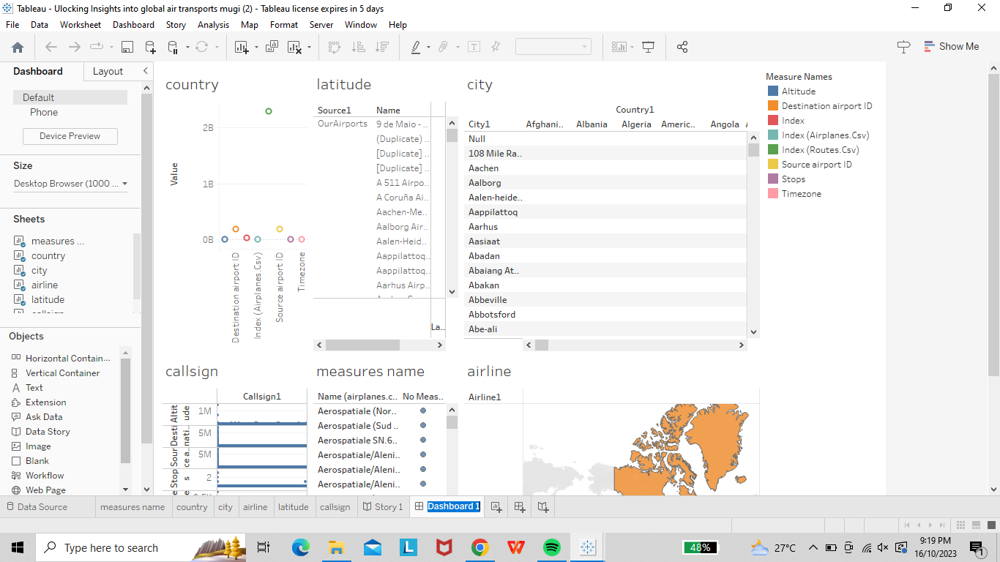 Tableau - Ulocking Insights into global air transports mugi (2) - Tableau license expires in 5 days
File Data Worksheet Dashboard Story Analysis Map Format Server Window Help
Show Me
Dashboard Layout
Default
Phone
Device Preview
Size
Desktop Browser (1000 ...
Sheets
measures ...
country
city
airline
latitude
Objects
Horizontal Contain...
Vertical Container
Text
Extension
Ask Data
Data Story
Image
Blank
Workflow
Web Page
country
Value
2B
1B
0B
Destination airport ID
Index (Airplanes.Csv)
Source airport ID
Timezone
latitude
Source1 Name
OurAirports 9 de Maio - ..
(Duplicate) ..
[Duplicate] ..
[Duplicate] ..
A 511 Airpo..
A Coruña Ai..
Aachen-Me..
Aalborg Air..
Aalen-Heid..
Aappilattoq..
Aappilattoq..
Aarhus Airp..
La..
city
Country1
City1 Afghani.. Albania Algeria Americ.. Angola
Null
108 Mile Ra..
Aachen
Aalborg
Aalen-heide..
Aappilattoq
Aarhus
Aasiaat
Abadan
Abaiang At..
Abakan
Abbeville
Abbotsford
Abe-ali
Measure Names
Altitude
Destination airport ID
Index
Index (Airplanes.Csv)
Index (Routes.Csv)
Source airport ID
Stops
Timezone
callsign
Callsign1
Altit
ude
1M
Desti
nati..
5M
Sour
ce a..
5M
Stop
s
2
measures name
Name (airplanes.c.. No Meas..
Aerospatiale (Nor..
Aerospatiale (Sud ..
Aerospatiale SN.6..
Aerospatiale/Aleni..
Aerospatiale/Aleni..
Aerospatiale/Aleni..
airline
Airline1
Data Source measures name country city airline latitude callsign Story 1 Dashboard 1
Type here to search
48%
27°C
9:19 PM
16/10/2023
1